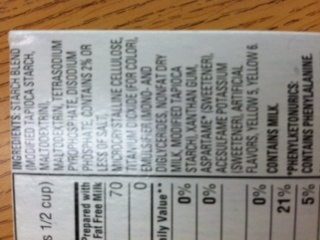 INGREDIENTS: STARCH BLEND
(MODIFIED TAPIOCA STARCH,
MALTODEXTRIN),
MALTODEXTRIN, TETRASODIUM
PYROPHOSPHATE, DISODIUM
PHOSPHATE; CONTAINS 2% OR
LESS OF SALT,
MICROCRYSTALLINE CELLULOSE,
TITANIUM DIOXIDE (FOR COLOR),
MONO- AND
DIGLYCERIDES, NONFAT DRY
MILK, MODIFIED TAPIOCA
STARCH, XANTHAN GUM,
ASPARTAME* (SWEETENER),
ACESULFAME POTASSIUM
(SWEETENER), ARTIFICIAL
FLAVORS, YELLOW 5, YELLOW 6.
CONTAINS MILK.
*PHENYLKETONURICS:
CONTAINS PHENYLALANINE.
s 1/2 cup)
Prepared with
Fat Free Milk
70
0
aily Value**
0%
0%
0%
21%
5%